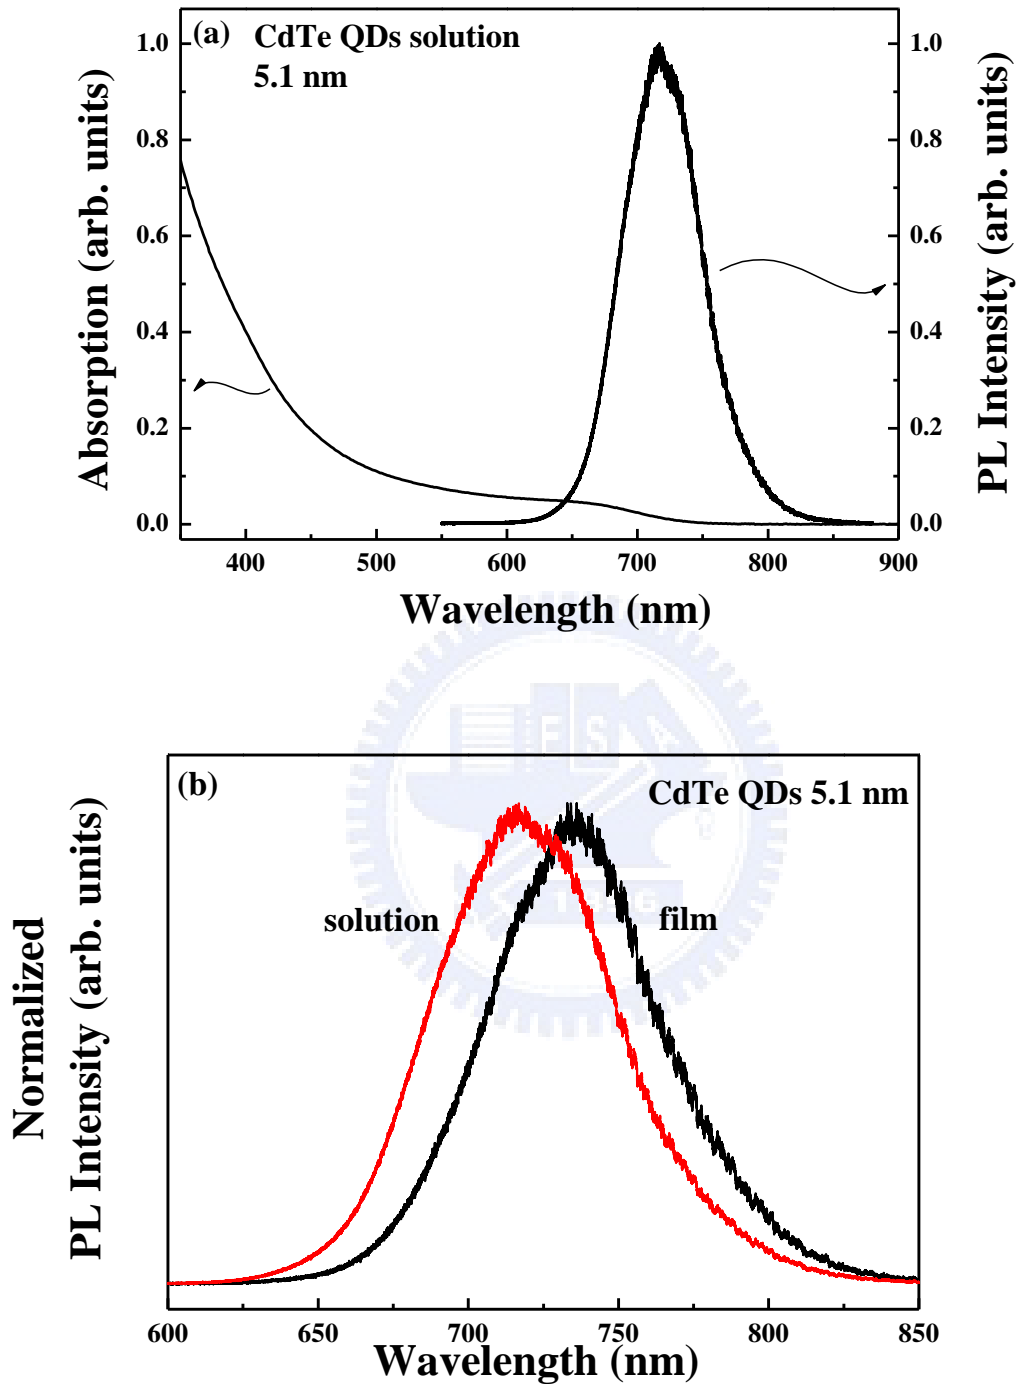 (a) CdTe QDs solution
5.1 nm
Absorption (arb. units)
1.0
0.8
0.6
0.4
0.2
0.0
1.0
0.8
0.6
0.4
0.2
0.0
PL Intensity (arb. units)
400 500 600 700 800 900
Wavelength (nm)
(b)
CdTe QDs 5.1 nm
solution
film
E S
Normalized
PL Intensity (arb. units)
600 650 700 750 800 850
Wavelength (nm)